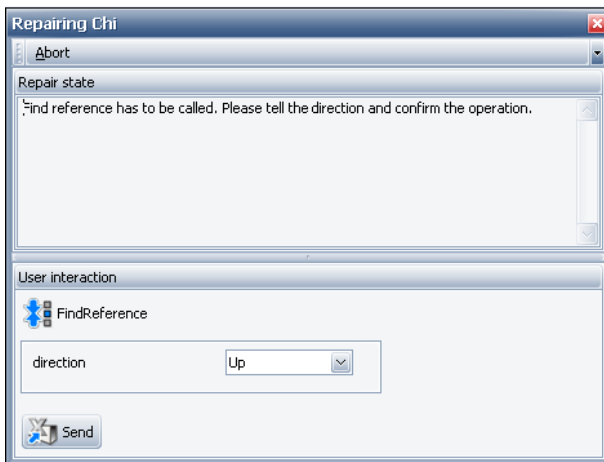 Repairing Chi
Abort
Repair state
Find reference has to be called. Please tell the direction and confirm the operation.
User interaction
FindReference
direction
Up
Send